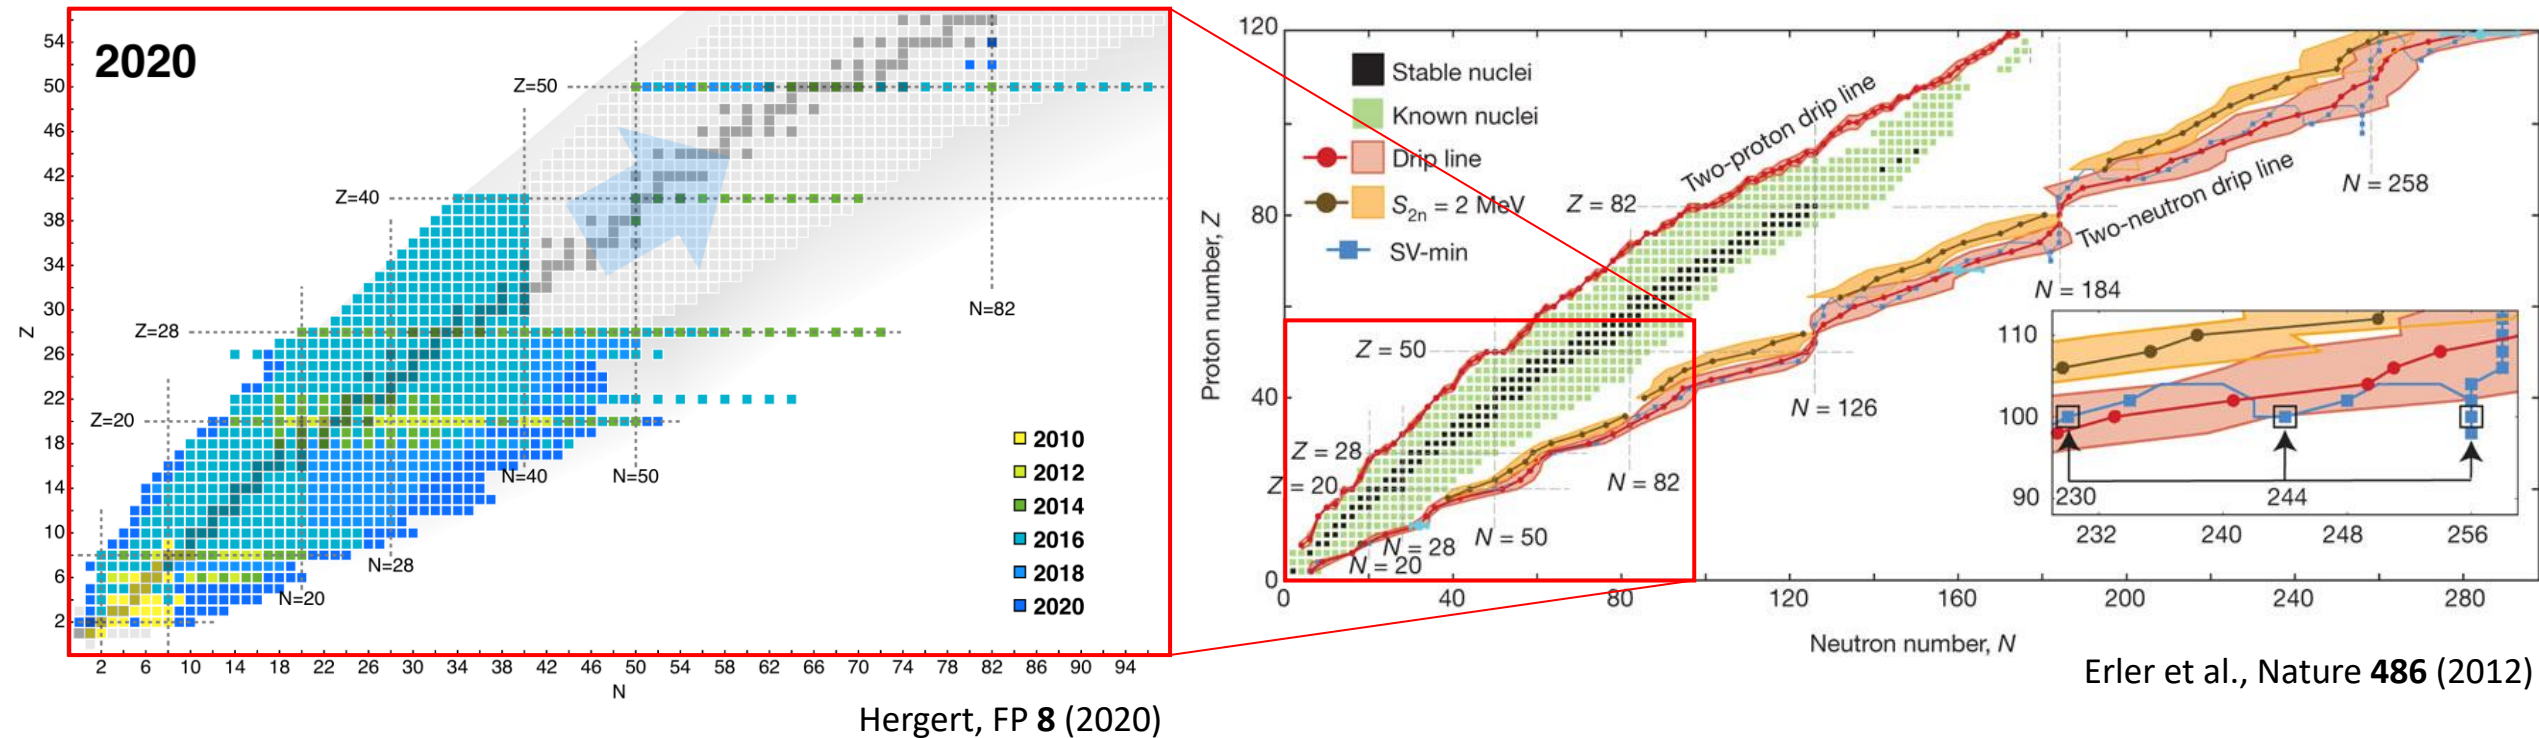 2020
54
50
46
42
38
34
30
26
22
18
14
10
6
2
Z
Z=50
Z=40
Z=28
Z=20
N=82
N=40
N=50
N=28
N=20
2010
2012
2014
2016
2018
2020
2 6 10 14 18 22 26 30 34 38 42 46 50 54 58 62 66 70 74 78 82 86 90 94
N
Hergert, FP 8 (2020)
120
80
40
0
Proton number, Z
Stable nuclei
Known nuclei
Drip line
S2n = 2 MeV
SV-min
Two-proton drip line
Two-neutron drip line
Z = 82
Z = 50
Z = 28
Z = 20
N = 258
N = 184
N = 126
N = 82
N = 50
N = 28
N = 20
110
100
90
230 244
232 240 248 256
0 40 80 120 160 200 240 280
Neutron number, N
Erler et al., Nature 486 (2012)